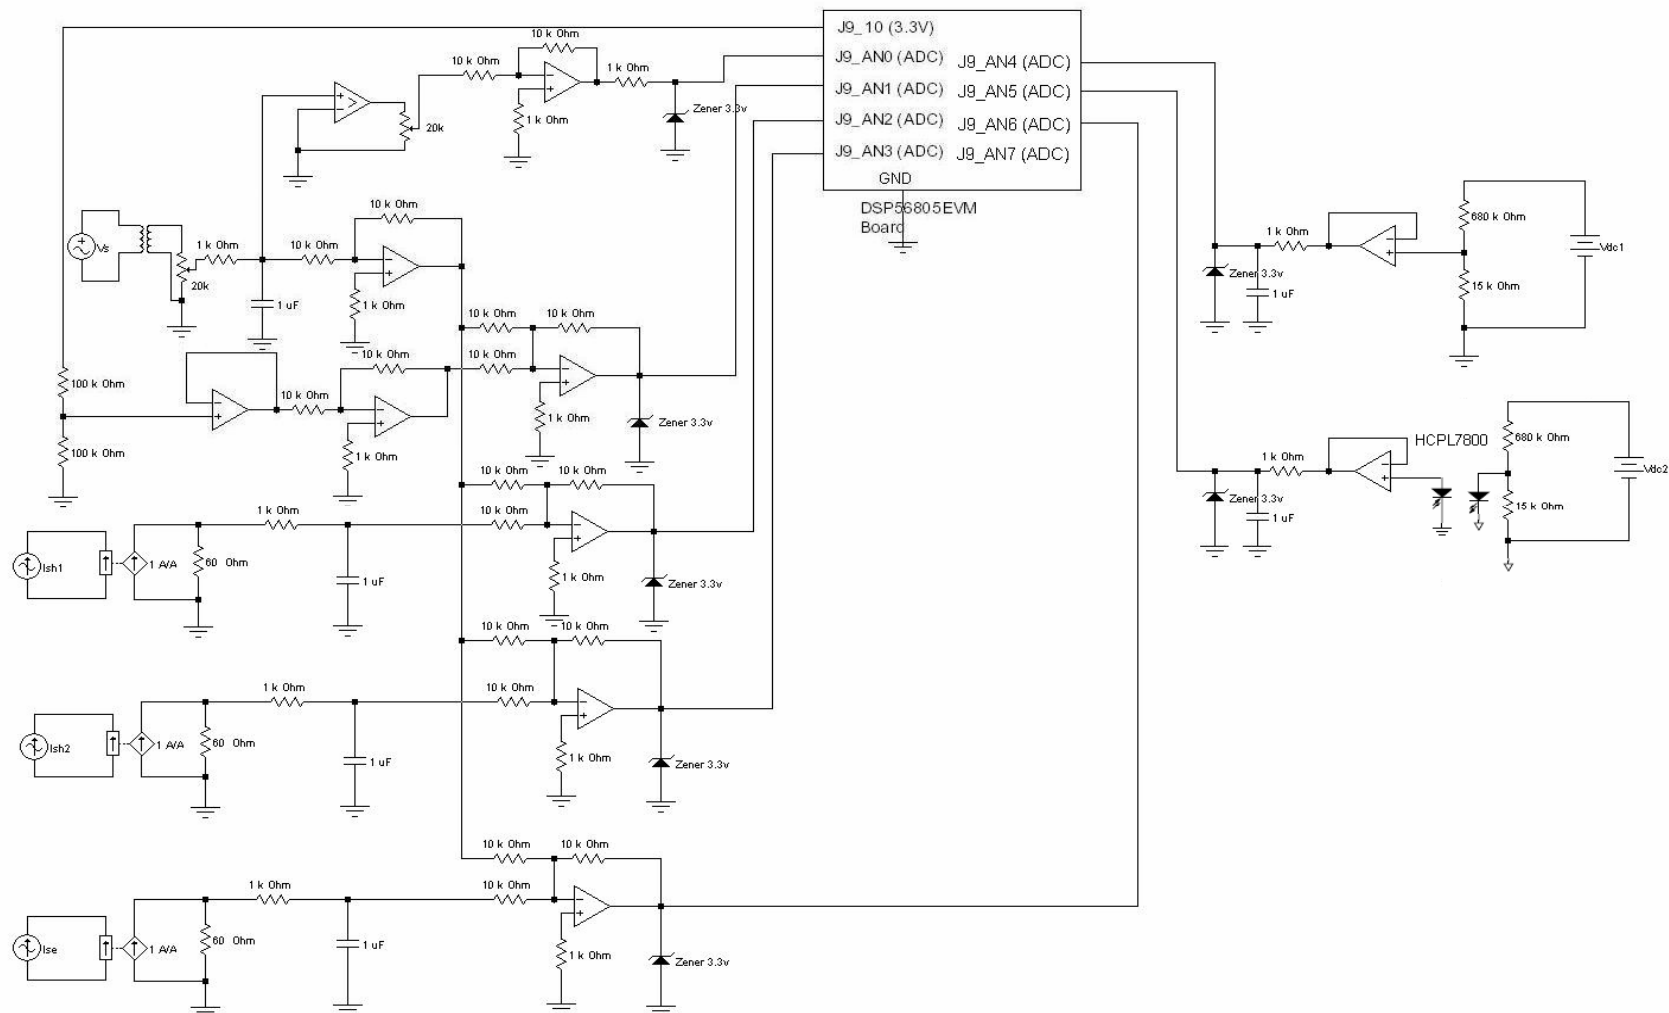 J9_10 (3.3V)
J9_AN0 (ADC)
J9_AN1 (ADC)
J9_AN2 (ADC)
J9_AN3 (ADC)
J9_AN4 (ADC)
J9_AN5 (ADC)
J9_AN6 (ADC)
J9_AN7 (ADC)
GND
DSP56805EVM
Board
10 k Ohm
10 k Ohm
1 k Ohm
1 k Ohm
Zener 3.3v
20k
Vs
20k
1 k Ohm
1 uF
10 k Ohm
10 k Ohm
1 k Ohm
100 k Ohm
100 k Ohm
10 k Ohm
10 k Ohm
1 k Ohm
10 k Ohm
10 k Ohm
10 k Ohm
1 k Ohm
Zener 3.3v
Ish1
1 A/A
60 Ohm
1 k Ohm
1 uF
10 k Ohm
10 k Ohm
10 k Ohm
1 k Ohm
Zener 3.3v
Ish2
1 A/A
60 Ohm
1 k Ohm
1 uF
10 k Ohm
10 k Ohm
10 k Ohm
1 k Ohm
Zener 3.3v
Ise
1 A/A
60 Ohm
1 k Ohm
1 uF
10 k Ohm
10 k Ohm
10 k Ohm
1 k Ohm
Zener 3.3v
1 k Ohm
Zener 3.3v
1 uF
680 k Ohm
15 k Ohm
Vdc1
1 k Ohm
Zener 3.3v
1 uF
HCPL7800
680 k Ohm
15 k Ohm
Vdc2